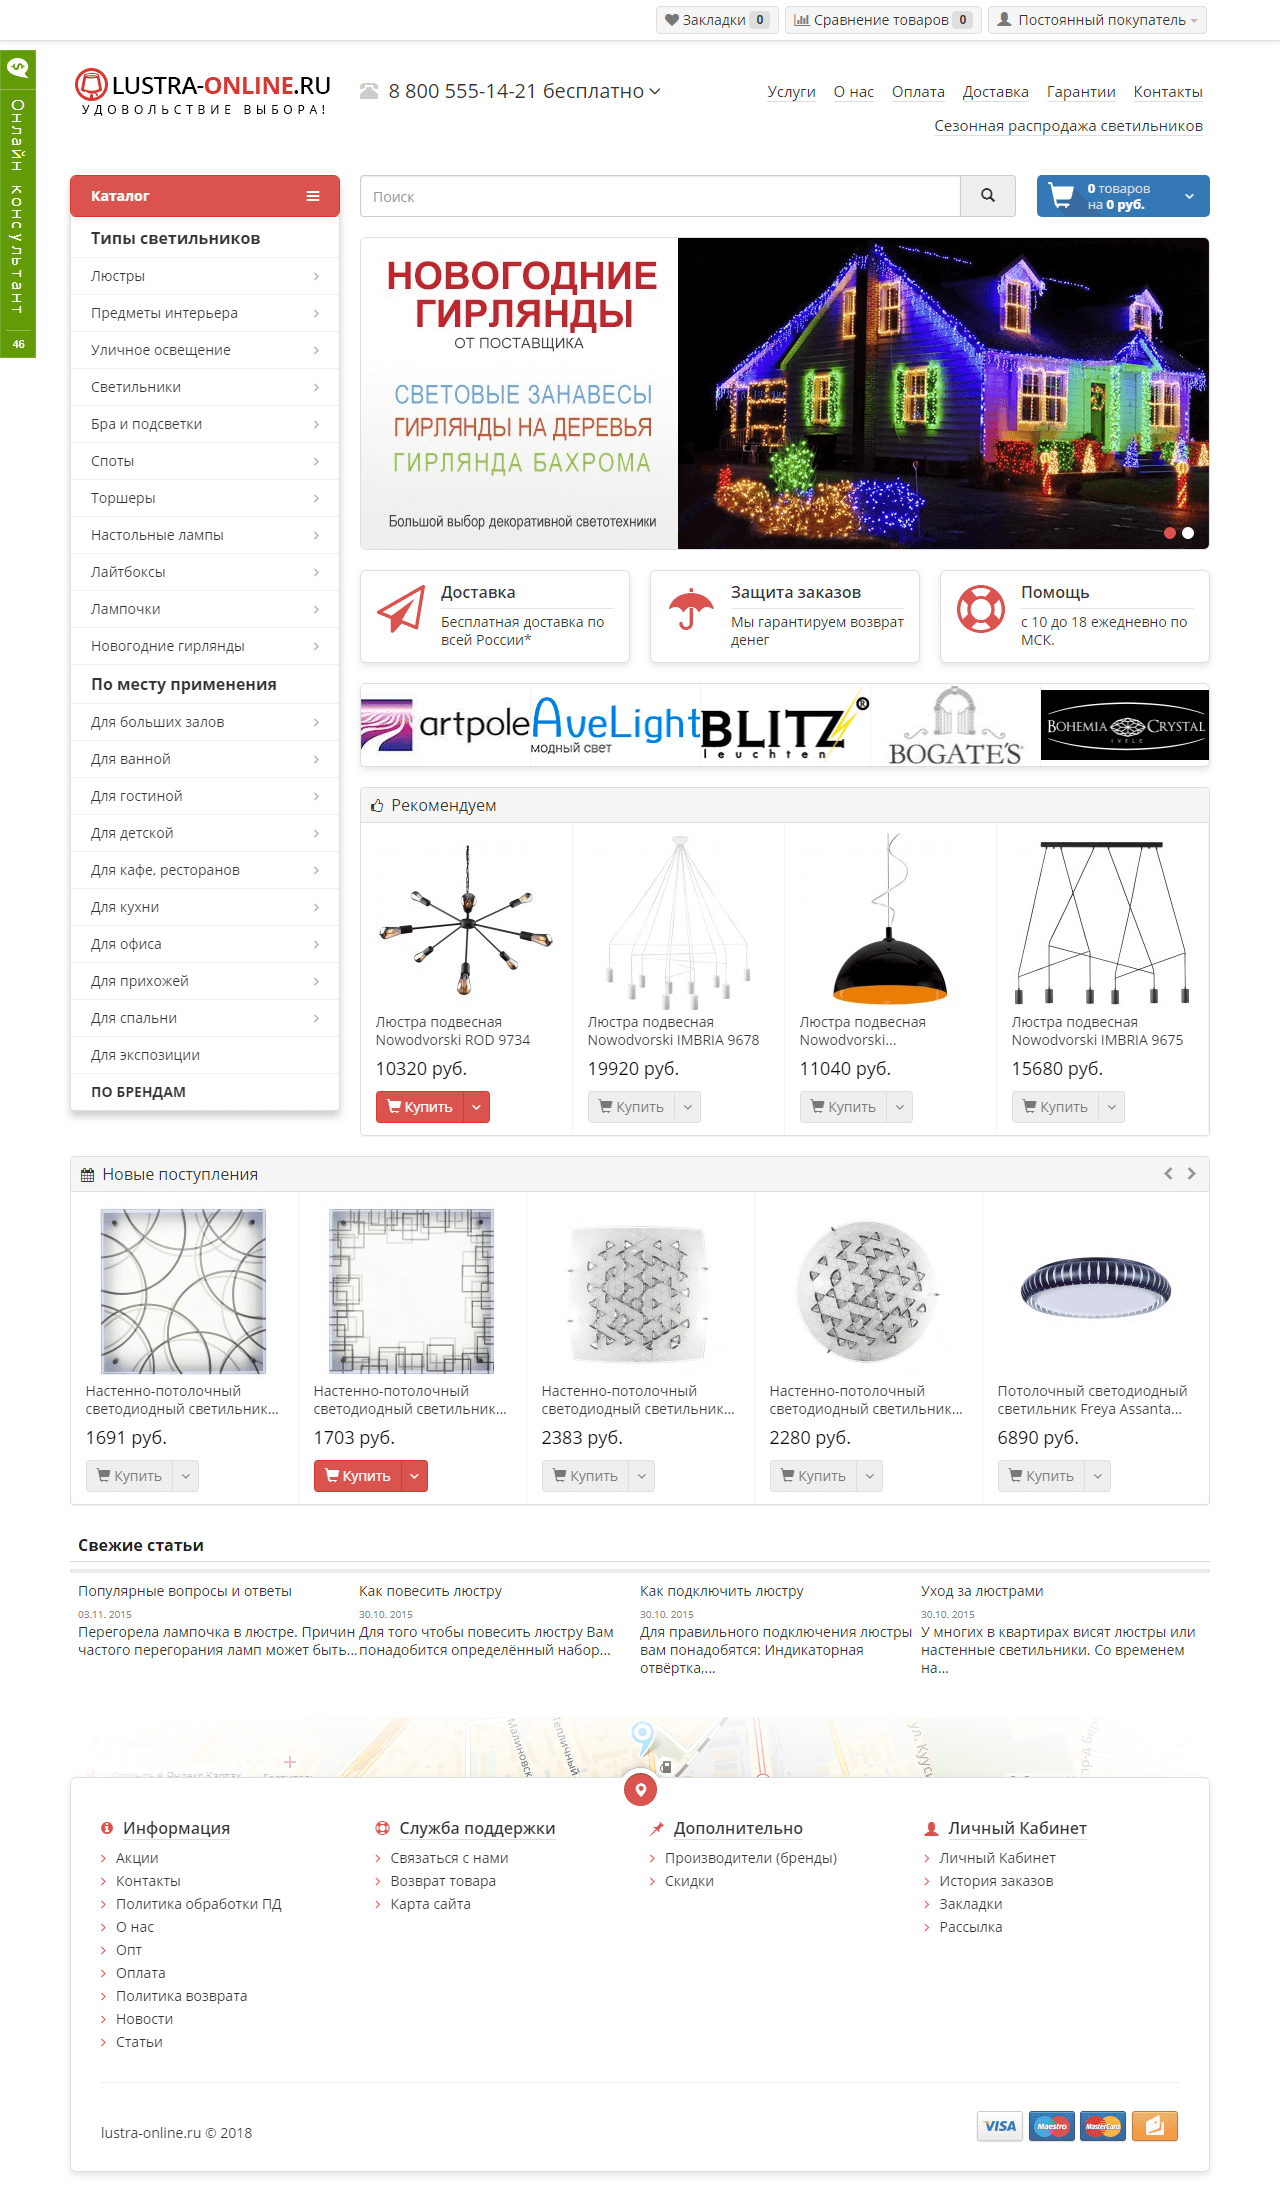 Закладки 0
Сравнение товаров 0
Постоянный покупатель
Онлайн консультант
46
LUSTRA-ONLINE.RU
УДОВОЛЬСТВИЕ ВЫБОРА!
8 800 555-14-21 бесплатно
Услуги О нас Оплата Доставка Гарантии Контакты
Сезонная распродажа светильников
Каталог
Поиск
0 товаров
на 0 руб.
Типы светильников
Люстры
Предметы интерьера
Уличное освещение
Светильники
Бра и подсветки
Споты
Торшеры
Настольные лампы
Лайтбоксы
Лампочки
Новогодние гирлянды
По месту применения
Для больших залов
Для ванной
Для гостиной
Для детской
Для кафе, ресторанов
Для кухни
Для офиса
Для прихожей
Для спальни
Для экспозиции
ПО БРЕНДАМ
НОВОГОДНИЕ
ГИРЛЯНДЫ
ОТ ПОСТАВЩИКА
СВЕТОВЫЕ ЗАНАВЕСЫ
ГИРЛЯНДЫ НА ДЕРЕВЬЯ
ГИРЛЯНДА БАХРОМА
Большой выбор декоративной светотехники
Доставка
Бесплатная доставка по
всей России*
Защита заказов
Мы гарантируем возврат
денег
Помощь
с 10 до 18 ежедневно по
МСК.
artpole
AveLight
модный свет
BLITZ®
leuchten
BOGATE'S
BOHEMIA CRYSTAL
IVELE
Рекомендуем
Люстра подвесная
Nowodvorski ROD 9734
10320 руб.
Купить
Люстра подвесная
Nowodvorski IMBRIA 9678
19920 руб.
Купить
Люстра подвесная
Nowodvorski...
11040 руб.
Купить
Люстра подвесная
Nowodvorski IMBRIA 9675
15680 руб.
Купить
Новые поступления
Настенно-потолочный
светодиодный светильник...
1691 руб.
Купить
Настенно-потолочный
светодиодный светильник...
1703 руб.
Купить
Настенно-потолочный
светодиодный светильник...
2383 руб.
Купить
Настенно-потолочный
светодиодный светильник...
2280 руб.
Купить
Потолочный светодиодный
светильник Freya Assanta...
6890 руб.
Купить
Свежие статьи
Популярные вопросы и ответы
03.11. 2015
Перегорела лампочка в люстре. Причин
частого перегорания ламп может быть...
Как повесить люстру
30.10. 2015
Для того чтобы повесить люстру Вам
понадобится определённый набор...
Как подключить люстру
30.10. 2015
Для правильного подключения люстры
вам понадобятся: Индикаторная
отвёртка,...
Уход за люстрами
30.10. 2015
У многих в квартирах висят люстры или
настенные светильники. Со временем
на...
Информация
Акции
Контакты
Политика обработки ПД
О нас
Опт
Оплата
Политика возврата
Новости
Статьи
Служба поддержки
Связаться с нами
Возврат товара
Карта сайта
Дополнительно
Производители (бренды)
Скидки
Личный Кабинет
Личный Кабинет
История заказов
Закладки
Рассылка
lustra-online.ru © 2018
VISA
Maestro
MasterCard